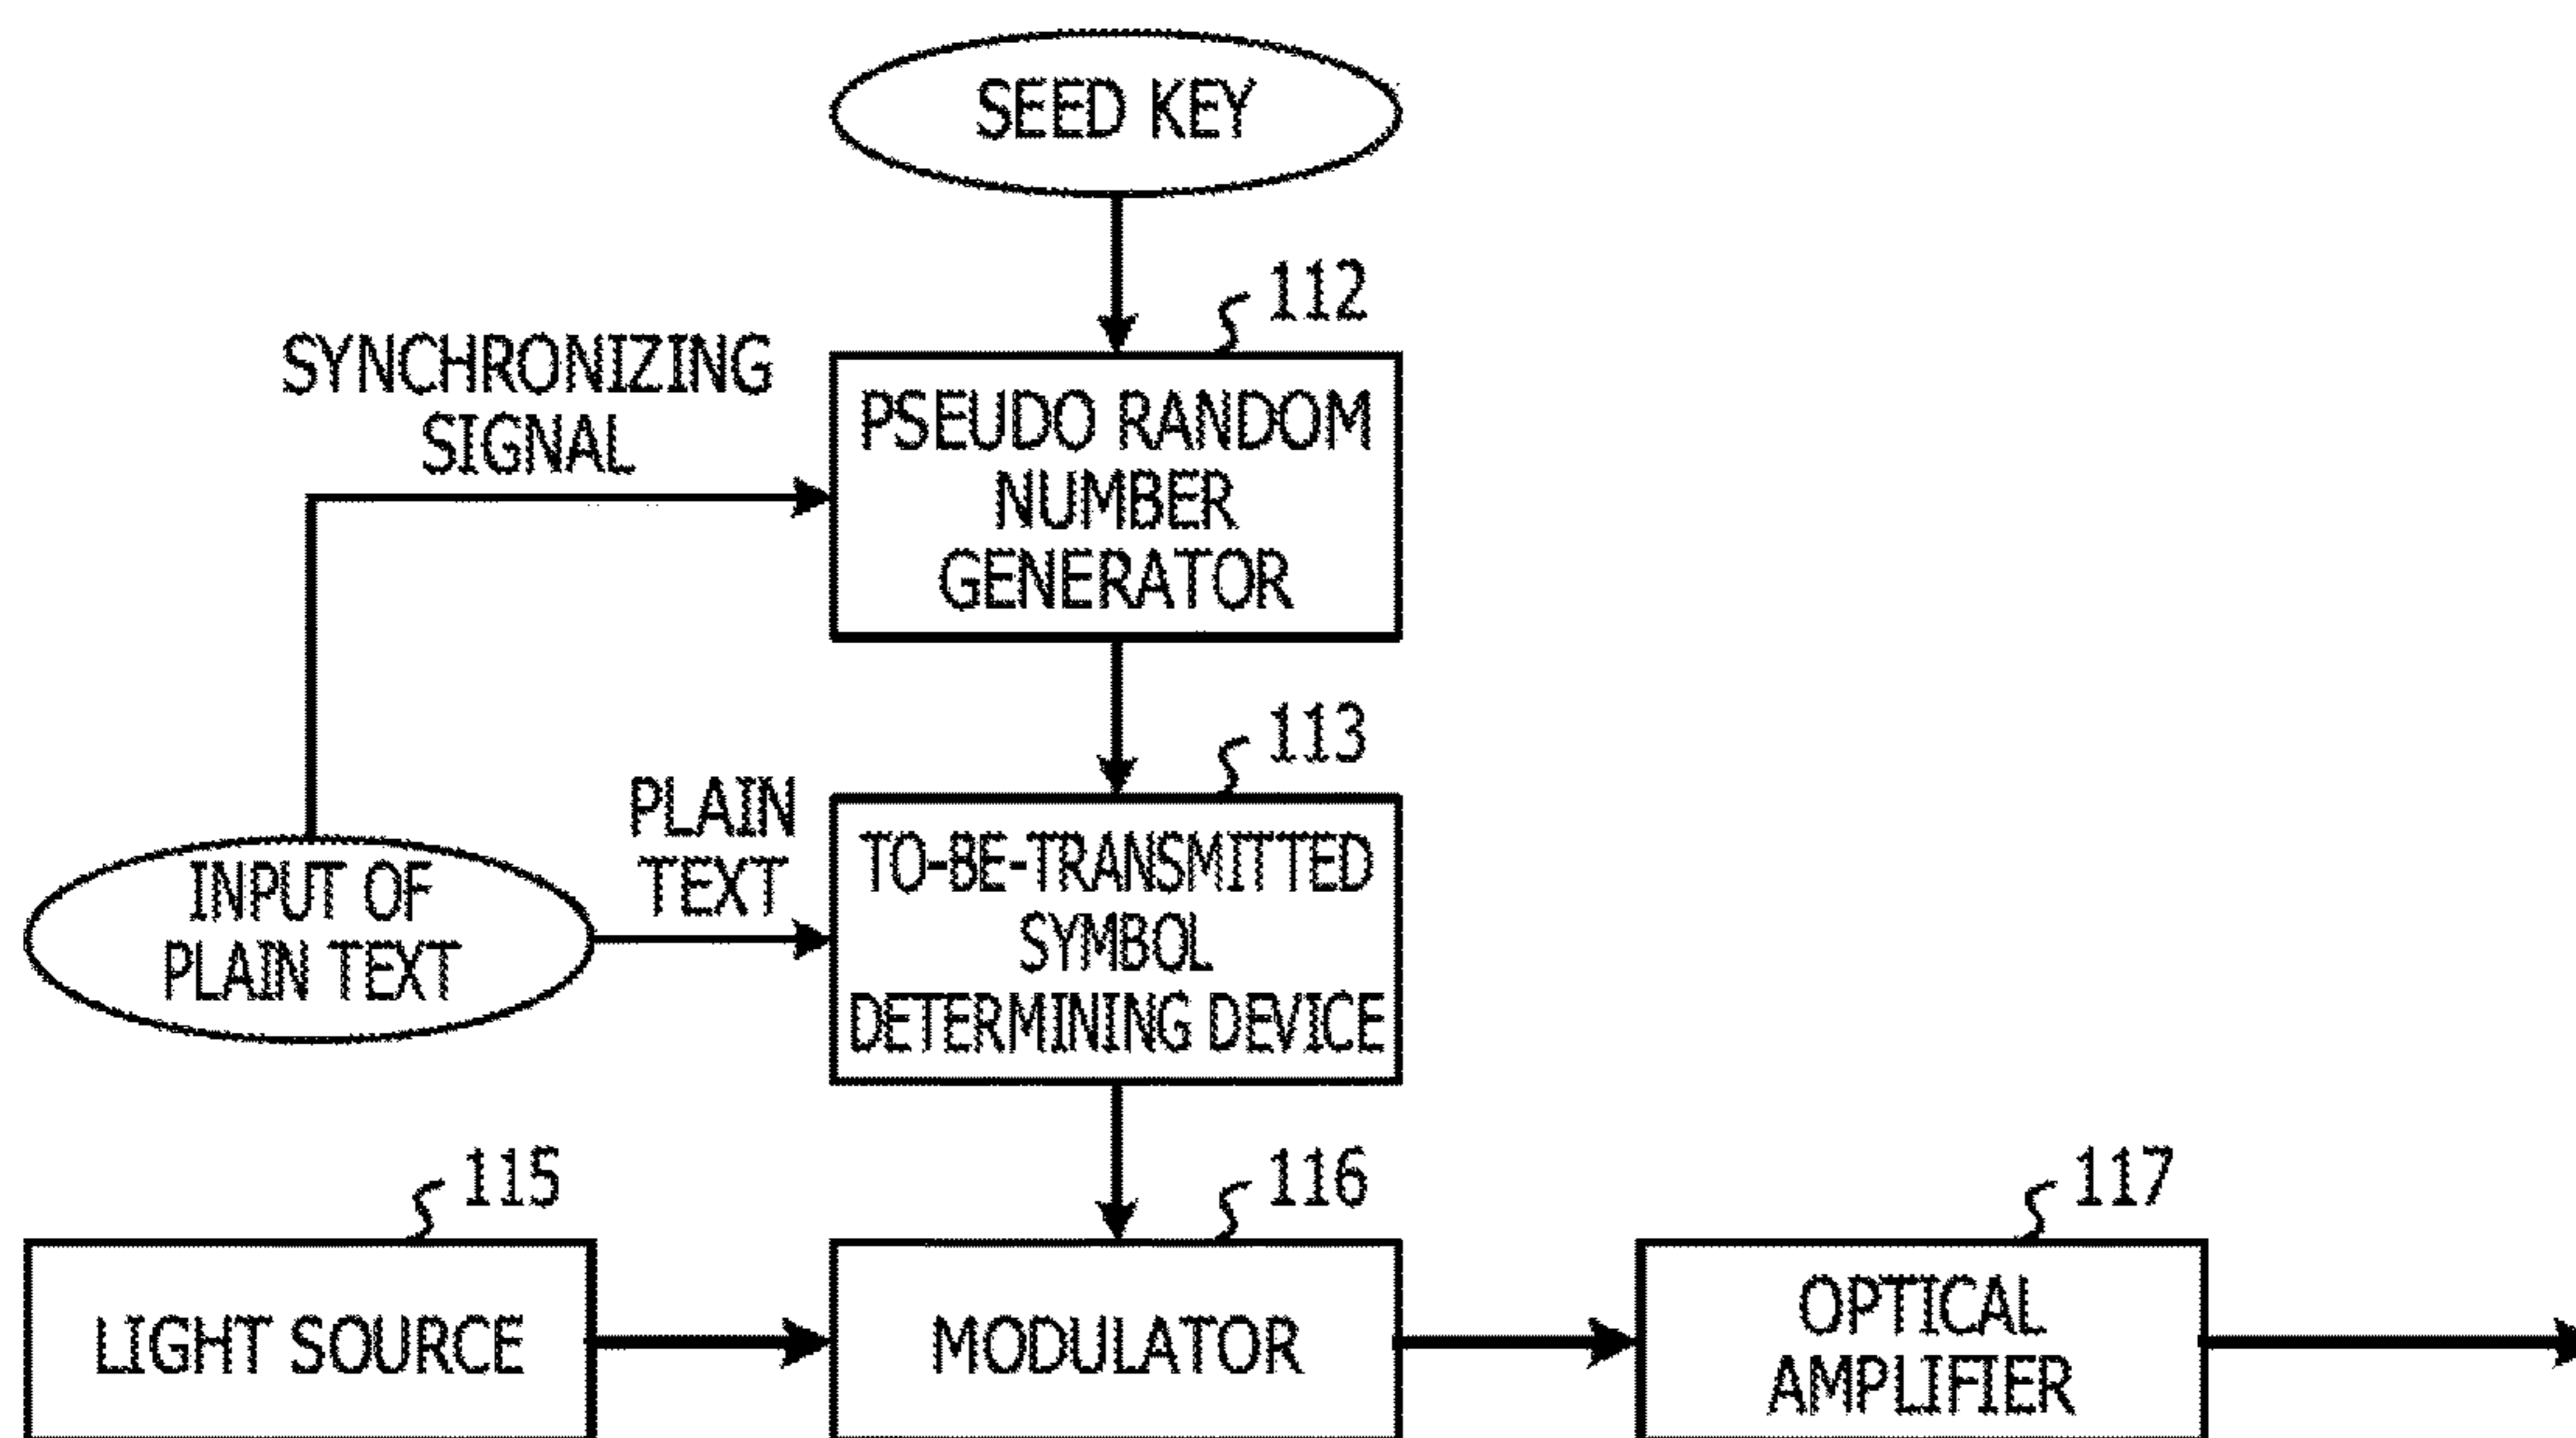 SEED KEY
112
SYNCHRONIZING
SIGNAL
PSEUDO RANDOM
NUMBER
GENERATOR
113
PLAIN
TEXT
TO-BE-TRANSMITTED
SYMBOL
DETERMINING DEVICE
INPUT OF
PLAIN TEXT
115
116
117
LIGHT SOURCE
MODULATOR
OPTICAL
AMPLIFIER